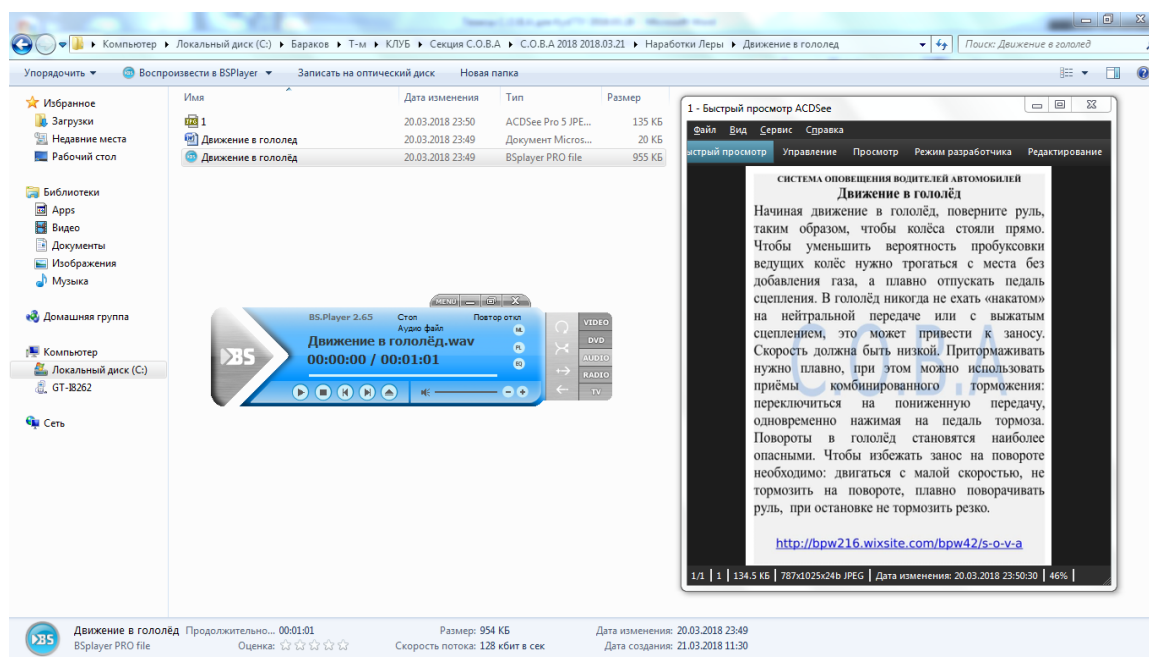 Компьютер ▸ Локальный диск (C:) ▸ Бараков ▸ Т-м ▸ КЛУБ ▸ Секция С.О.В.А ▸ С.О.В.А 2018 2018.03.21 ▸ Наработки Леры ▸ Движение в гололед
Поиск: Движение в гололед
Упорядочить Воспроизвести в BSPlayer Записать на оптический диск Новая папка
Избранное
Загрузки
Недавние места
Рабочий стол
Библиотеки
Apps
Видео
Документы
Изображения
Музыка
Домашняя группа
Компьютер
Локальный диск (C:)
GT-I8262
Сеть
Имя Дата изменения Тип Размер
1 20.03.2018 23:50 ACDSee Pro 5 JPE... 135 КБ
Движение в гололед 20.03.2018 23:49 Документ Micros... 20 КБ
Движение в гололёд 20.03.2018 23:49 BSplayer PRO file 955 КБ
MENU
BS.Player 2.65 Стоп Повтор откл
Аудио файл
Движение в гололёд.wav
00:00:00 / 00:01:01
BS
ML
PL
EQ
VIDEO
DVD
AUDIO
RADIO
TV
1 - Быстрый просмотр ACDSee
Файл Вид Сервис Справка
ыстрый просмотр Управление Просмотр Режим разработчика Редактирование
СИСТЕМА ОПОВЕЩЕНИЯ ВОДИТЕЛЕЙ АВТОМОБИЛЕЙ
Движение в гололёд
Начиная движение в гололёд, поверните руль,
таким образом, чтобы колёса стояли прямо.
Чтобы уменьшить вероятность пробуксовки
ведущих колёс нужно трогаться с места без
добавления газа, а плавно отпускать педаль
сцепления. В гололёд никогда не ехать «накатом»
на нейтральной передаче или с выжатым
сцеплением, это может привести к заносу.
Скорость должна быть низкой. Притормаживать
нужно плавно, при этом можно использовать
приёмы комбинированного торможения:
переключиться на пониженную передачу,
одновременно нажимая на педаль тормоза.
Повороты в гололёд становятся наиболее
опасными. Чтобы избежать занос на повороте
необходимо: двигаться с малой скоростью, не
тормозить на повороте, плавно поворачивать
руль, при остановке не тормозить резко.
С.О.В.А
http://bpw216.wixsite.com/bpw42/s-o-v-a
1/1 1 134.5 КБ 787x1025x24b JPEG Дата изменения: 20.03.2018 23:50:30 46%
BS
Движение в гололёд Продолжительно... 00:01:01 Размер: 954 КБ Дата изменения: 20.03.2018 23:49
BSplayer PRO file Оценка: Скорость потока: 128 кбит в сек Дата создания: 21.03.2018 11:30